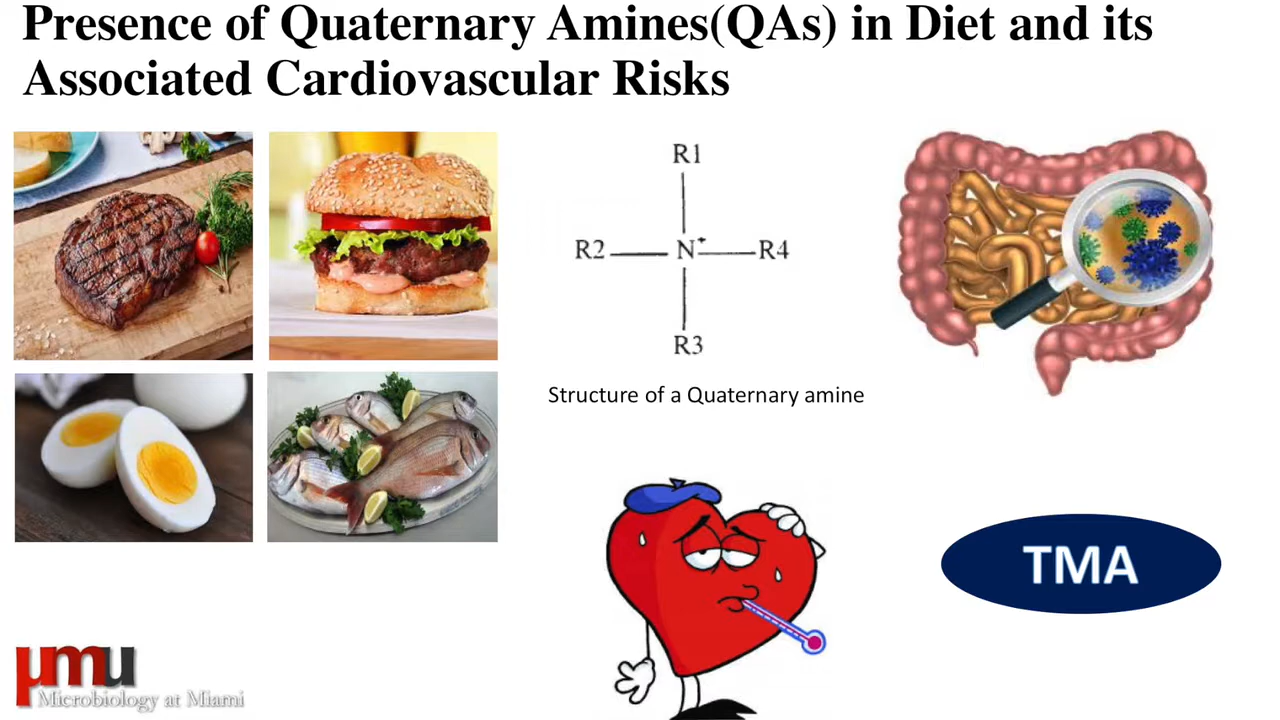 Presence of Quaternary Amines(QAs) in Diet and its
Associated Cardiovascular Risks
R1
R2 N+ R4
R3
Structure of a Quaternary amine
TMA
µmu
Microbiology at Miami